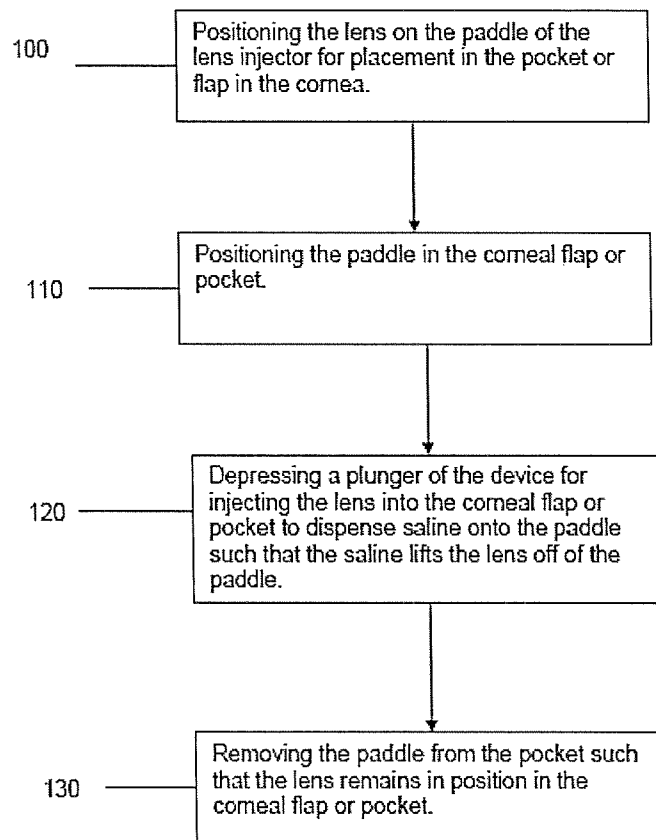 100
Positioning the lens on the paddle of the
lens injector for placement in the pocket or
flap in the cornea.
110
Positioning the paddle in the corneal flap or
pocket.
120
Depressing a plunger of the device for
injecting the lens into the corneal flap or
pocket to dispense saline onto the paddle
such that the saline lifts the lens off of the
paddle.
130
Removing the paddle from the pocket such
that the lens remains in position in the
corneal flap or pocket.